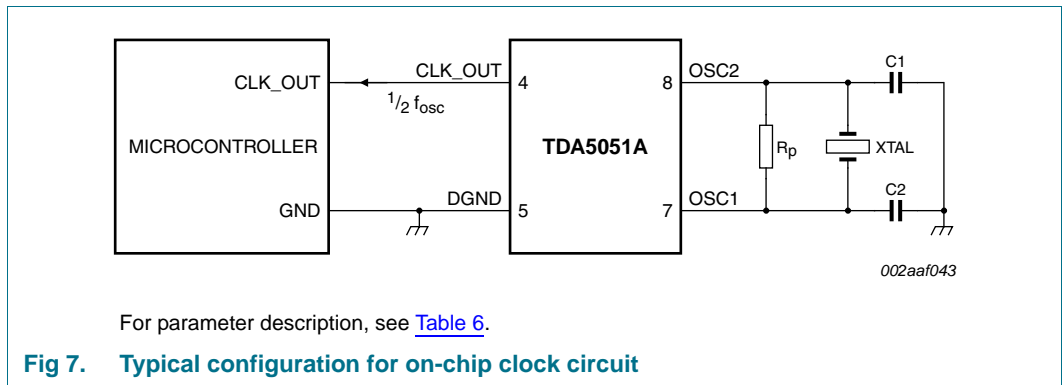 CLK_OUT
CLK_OUT
4
8
OSC2
C1
1/2 fosc
MICROCONTROLLER
TDA5051A
Rp
XTAL
GND
DGND
5
7
OSC1
C2
002aaf043
For parameter description, see Table 6.
Fig 7. Typical configuration for on-chip clock circuit